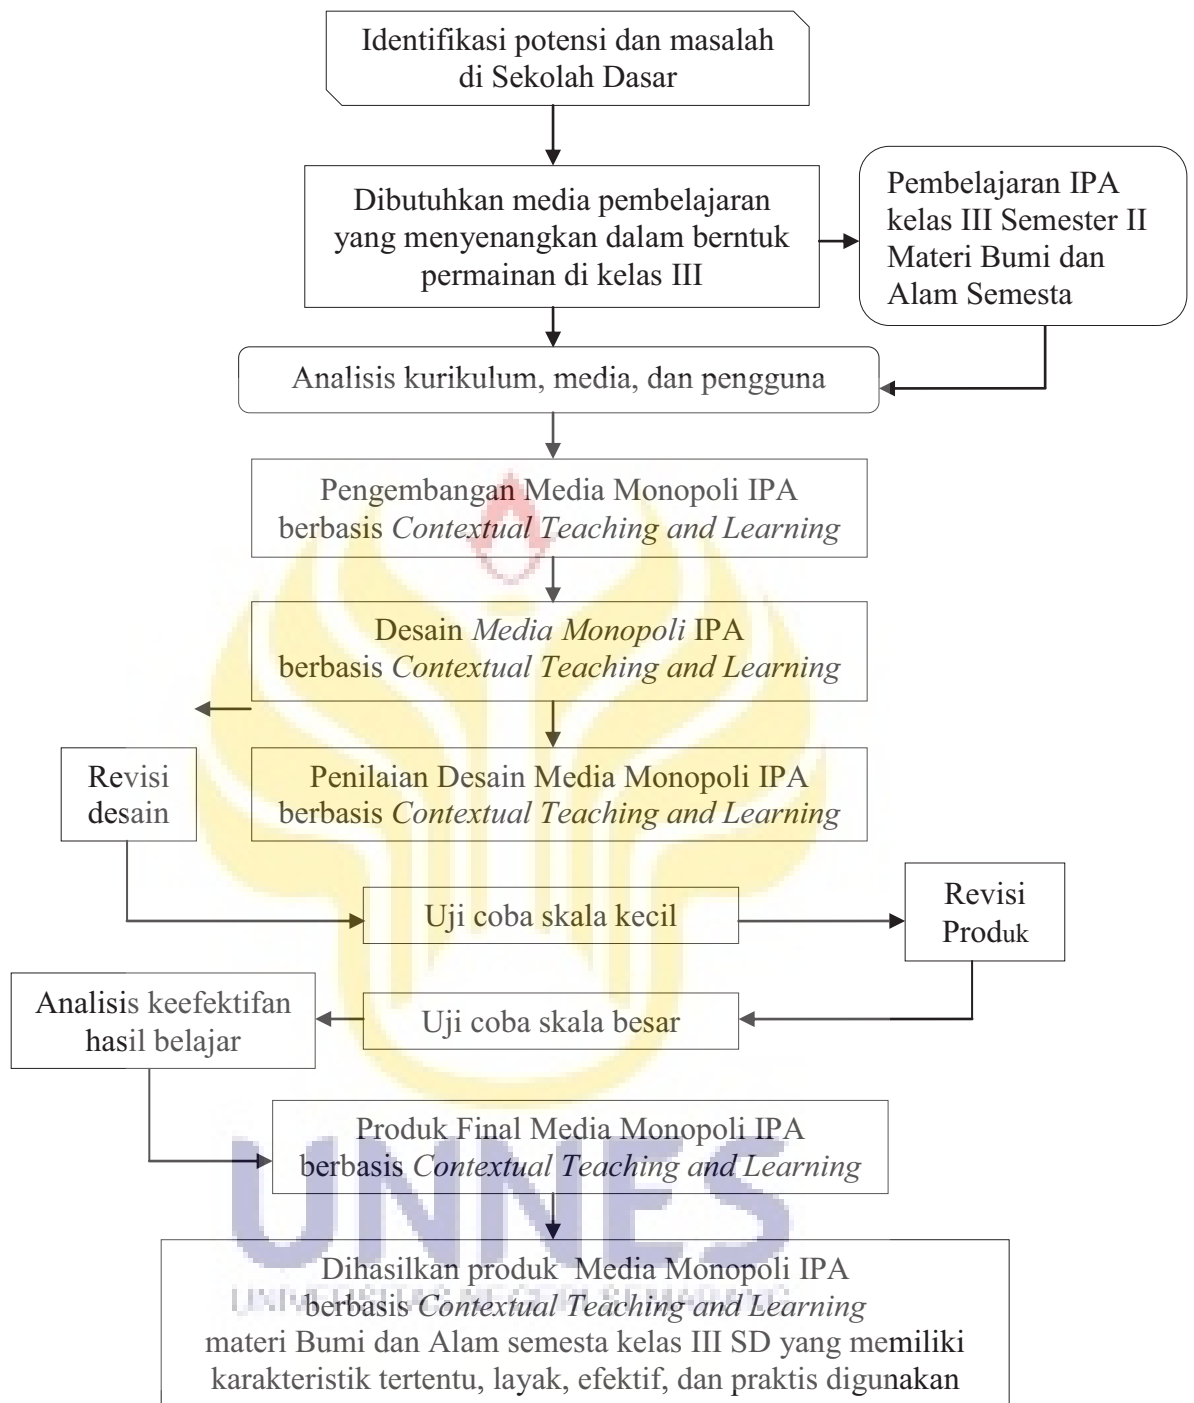 Identifikasi potensi dan masalah
di Sekolah Dasar
Dibutuhkan media pembelajaran
yang menyenangkan dalam berntuk
permainan di kelas III
Pembelajaran IPA
kelas III Semester II
Materi Bumi dan
Alam Semesta
Analisis kurikulum, media, dan pengguna
Pengembangan Media Monopoli IPA
berbasis Contextual Teaching and Learning
Desain Media Monopoli IPA
berbasis Contextual Teaching and Learning
Revisi
desain
Penilaian Desain Media Monopoli IPA
berbasis Contextual Teaching and Learning
Uji coba skala kecil
Revisi
Produk
Analisis keefektifan
hasil belajar
Uji coba skala besar
Produk Final Media Monopoli IPA
berbasis Contextual Teaching and Learning
UNNES
Dihasilkan produk Media Monopoli IPA
berbasis Contextual Teaching and Learning
materi Bumi dan Alam semesta kelas III SD yang memiliki
karakteristik tertentu, layak, efektif, dan praktis digunakan